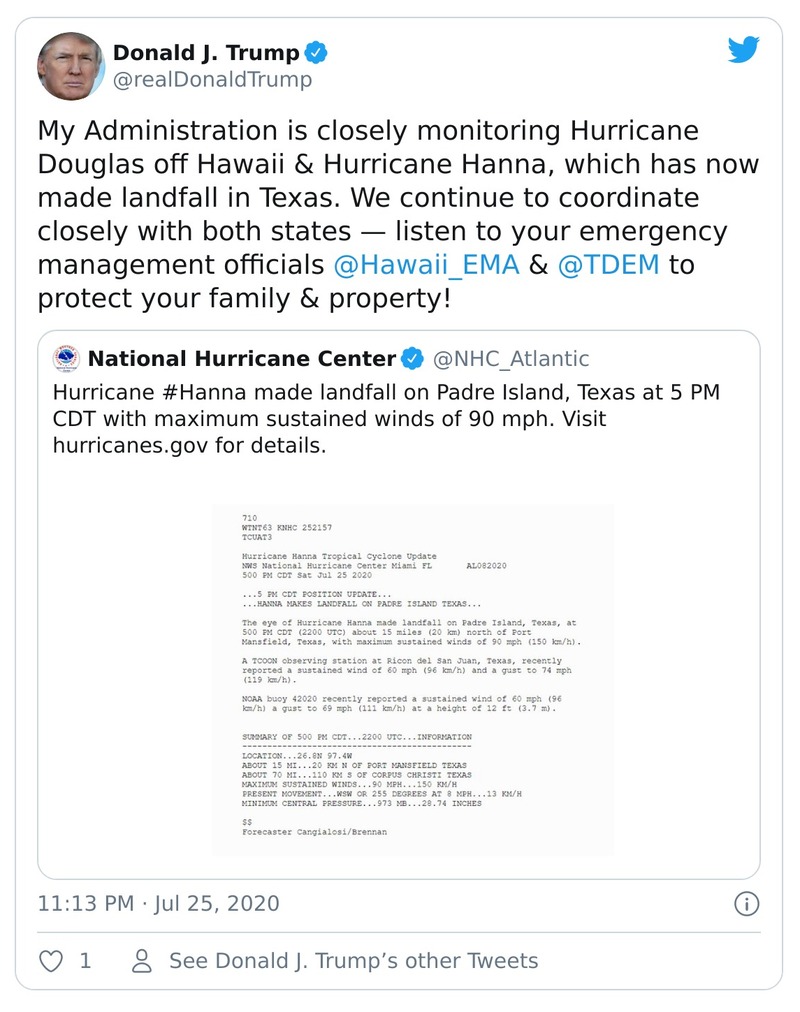 Donald J. Trump
@realDonaldTrump
My Administration is closely monitoring Hurricane
Douglas off Hawaii & Hurricane Hanna, which has now
made landfall in Texas. We continue to coordinate
closely with both states — listen to your emergency
management officials @Hawaii_EMA & @TDEM to
protect your family & property!
National Hurricane Center @NHC_Atlantic
Hurricane #Hanna made landfall on Padre Island, Texas at 5 PM
CDT with maximum sustained winds of 90 mph. Visit
hurricanes.gov for details.
710
WTNT63 KNHC 252157
TCUAT3
Hurricane Hanna Tropical Cyclone Update
NWS National Hurricane Center Miami FL AL082020
500 PM CDT Sat Jul 25 2020
...5 PM CDT POSITION UPDATE...
...HANNA MAKES LANDFALL ON PADRE ISLAND TEXAS...
The eye of Hurricane Hanna made landfall on Padre Island, Texas, at
500 PM CDT (2200 UTC) about 15 miles (20 km) north of Port
Mansfield, Texas, with maximum sustained winds of 90 mph (150 km/h).
A TCOON observing station at Ricon del San Juan, Texas, recently
reported a sustained wind of 60 mph (96 km/h) and a gust to 74 mph
(119 km/h).
NOAA buoy 42020 recently reported a sustained wind of 60 mph (96
km/h) a gust to 69 mph (111 km/h) at a height of 12 ft (3.7 m).
SUMMARY OF 500 PM CDT...2200 UTC...INFORMATION
----------------------------------------------
LOCATION...26.8N 97.4W
ABOUT 15 MI...20 KM N OF PORT MANSFIELD TEXAS
ABOUT 70 MI...110 KM S OF CORPUS CHRISTI TEXAS
MAXIMUM SUSTAINED WINDS...90 MPH...150 KM/H
PRESENT MOVEMENT...WSW OR 255 DEGREES AT 8 MPH...13 KM/H
MINIMUM CENTRAL PRESSURE...973 MB...28.74 INCHES
$$
Forecaster Cangialosi/Brennan
11:13 PM · Jul 25, 2020
1 See Donald J. Trump’s other Tweets